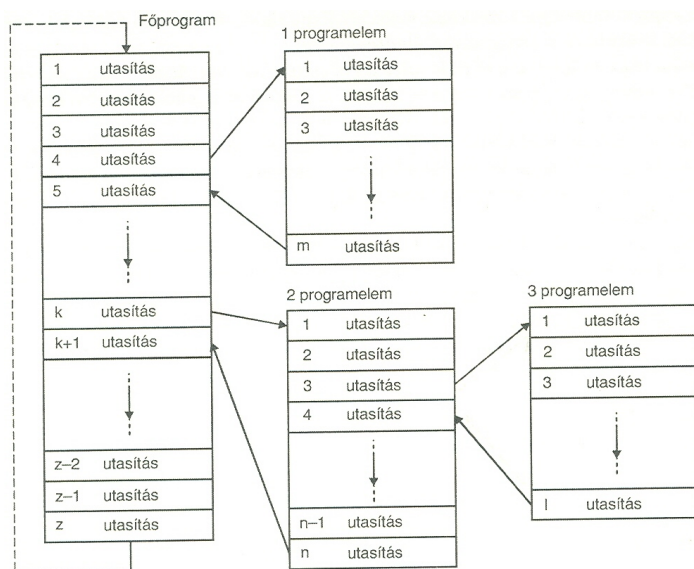 Főprogram
1 utasítás
2 utasítás
3 utasítás
4 utasítás
5 utasítás
k utasítás
k+1 utasítás
z–2 utasítás
z–1 utasítás
z utasítás
1 programelem
1 utasítás
2 utasítás
3 utasítás
m utasítás
2 programelem
1 utasítás
2 utasítás
3 utasítás
4 utasítás
n–1 utasítás
n utasítás
3 programelem
1 utasítás
2 utasítás
3 utasítás
l utasítás